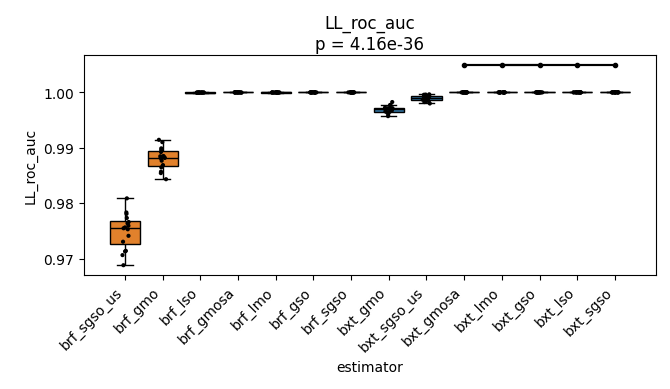 LL_roc_auc
p = 4.16e-36
LL_roc_auc
1.00
0.99
0.98
0.97
brf_sgso_us
brf_gmo
brf_lso
brf_gmosa
brf_lmo
brf_gso
brf_sgso
bxt_gmo
bxt_sgso_us
bxt_gmosa
bxt_lmo
bxt_gso
bxt_lso
bxt_sgso
estimator